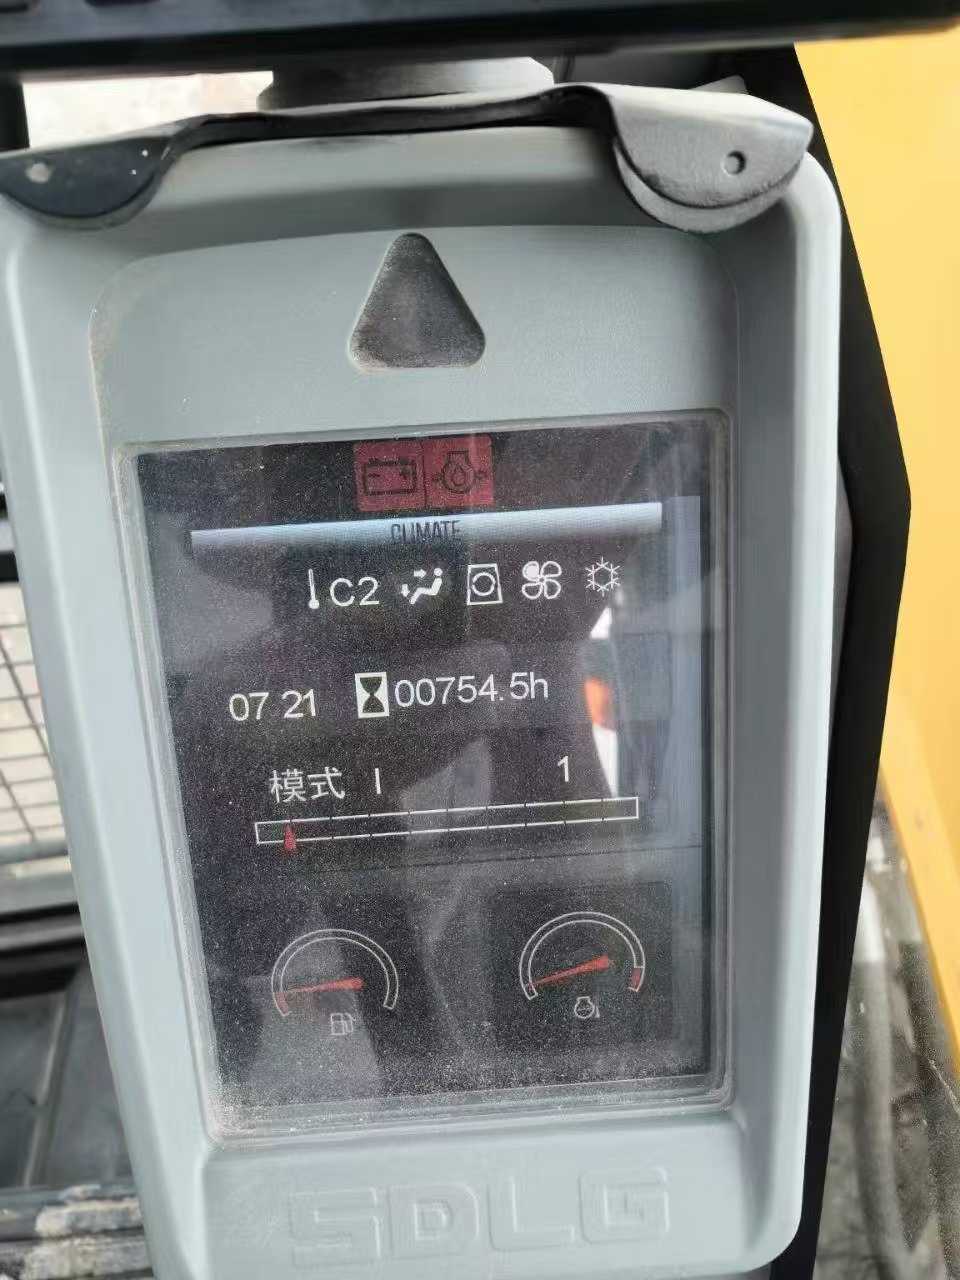 CLIMATE
C2
07 21 00754.5h
模式 I 1
SDLG